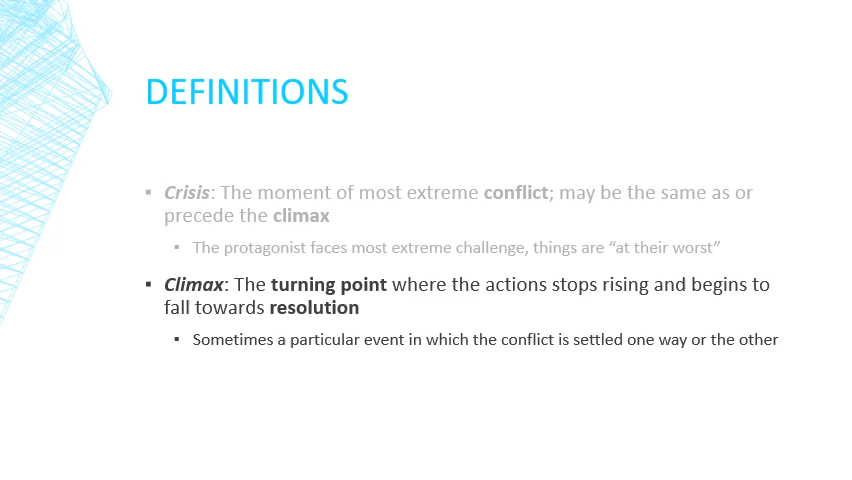 DEFINITIONS
▪ Crisis: The moment of most extreme conflict; may be the same as or
precede the climax
▪ The protagonist faces most extreme challenge, things are “at their worst”
▪ Climax: The turning point where the actions stops rising and begins to
fall towards resolution
▪ Sometimes a particular event in which the conflict is settled one way or the other